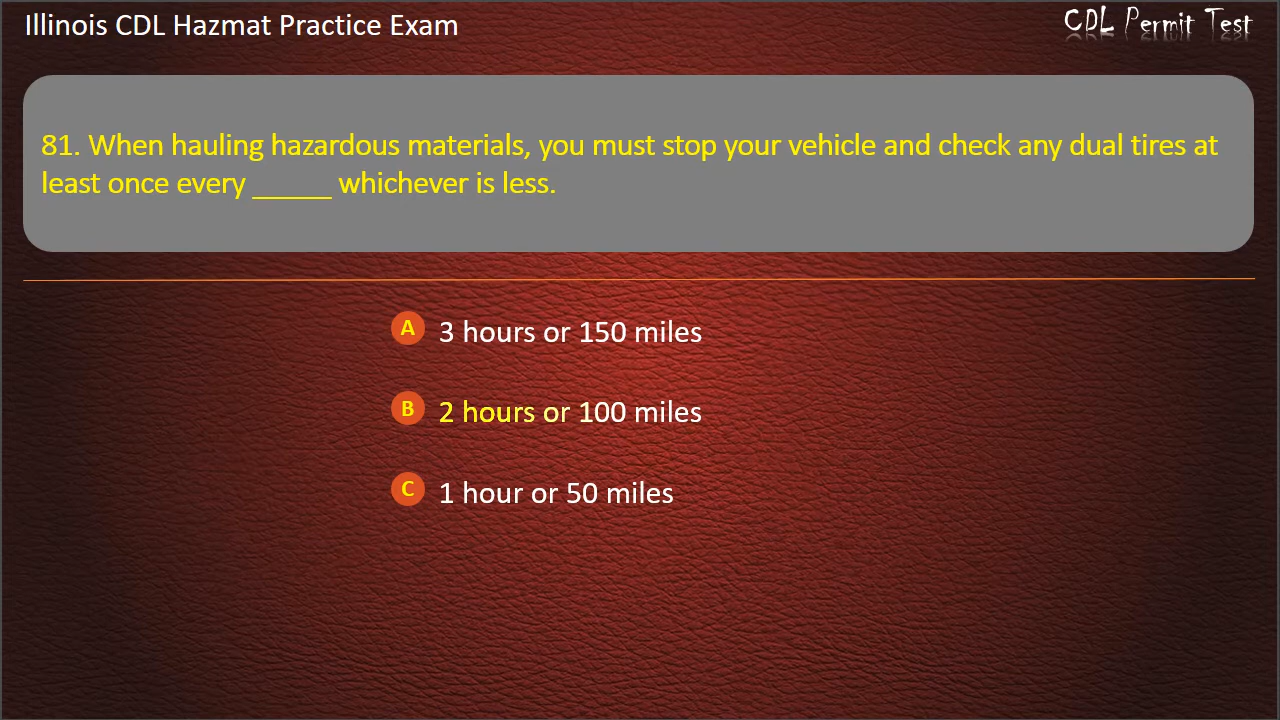 Illinois CDL Hazmat Practice Exam
CDL Permit Test
81. When hauling hazardous materials, you must stop your vehicle and check any dual tires at
least once every _____ whichever is less.
A 3 hours or 150 miles
B 2 hours or 100 miles
C 1 hour or 50 miles